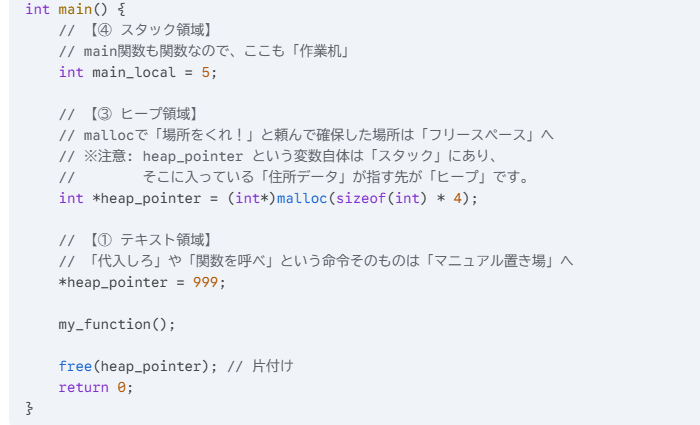 int main() {
    // 【④ スタック領域】
    // main関数も関数なので、ここも「作業机」
    int main_local = 5;
    // 【③ ヒープ領域】
    // mallocで「場所をくれ！」と頼んで確保した場所は「フリースペース」へ
    // ※注意: heap_pointer という変数自体は「スタック」にあり、
    //        そこに入っている「住所データ」が指す先が「ヒープ」です。
    int *heap_pointer = (int*)malloc(sizeof(int) * 4);
    // 【① テキスト領域】
    // 「代入しろ」や「関数を呼べ」という命令そのものは「マニュアル置き場」へ
    *heap_pointer = 999;
    my_function();
    free(heap_pointer); // 片付け
    return 0;
}